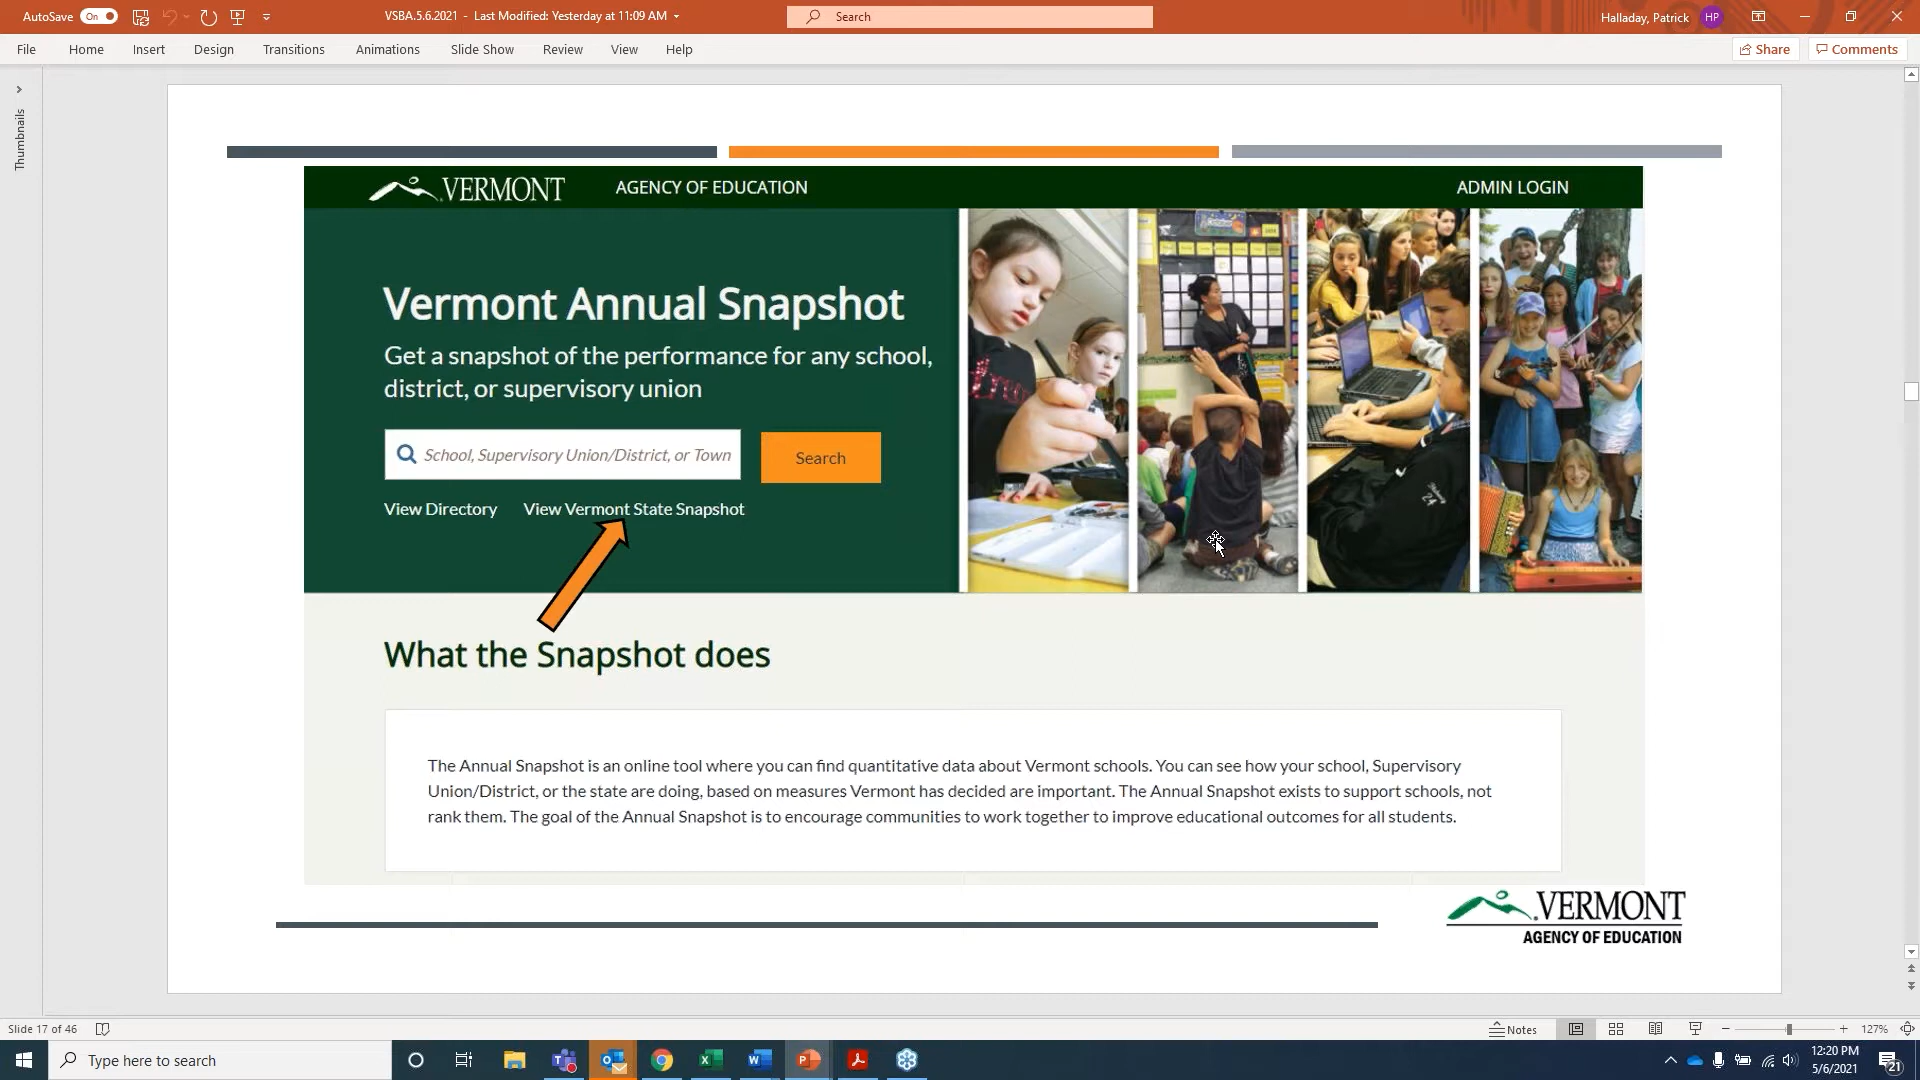 AutoSave On VSBA.5.6.2021 - Last Modified: Yesterday at 11:09 AM Search Halladay, Patrick HP
File Home Insert Design Transitions Animations Slide Show Review View Help Share Comments
Thumbnails
VERMONT AGENCY OF EDUCATION ADMIN LOGIN
Vermont Annual Snapshot
Get a snapshot of the performance for any school,
district, or supervisory union
School, Supervisory Union/District, or Town Search
View Directory View Vermont State Snapshot
What the Snapshot does
The Annual Snapshot is an online tool where you can find quantitative data about Vermont schools. You can see how your school, Supervisory
Union/District, or the state are doing, based on measures Vermont has decided are important. The Annual Snapshot exists to support schools, not
rank them. The goal of the Annual Snapshot is to encourage communities to work together to improve educational outcomes for all students.
VERMONT
AGENCY OF EDUCATION
Slide 17 of 46 Notes 127%
Type here to search 12:20 PM
5/6/2021 21